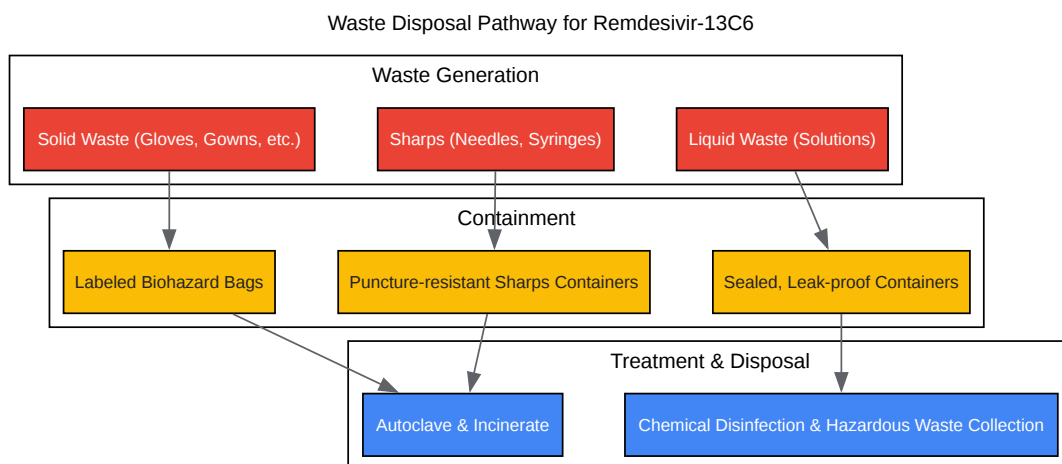 Waste Disposal Pathway for Remdesivir-13C6
Waste Generation
Solid Waste (Gloves, Gowns, etc.)
Sharps (Needles, Syringes)
Liquid Waste (Solutions)
Containment
Labeled Biohazard Bags
Puncture-resistant Sharps Containers
Sealed, Leak-proof Containers
Treatment & Disposal
Autoclave & Incinerate
Chemical Disinfection & Hazardous Waste Collection